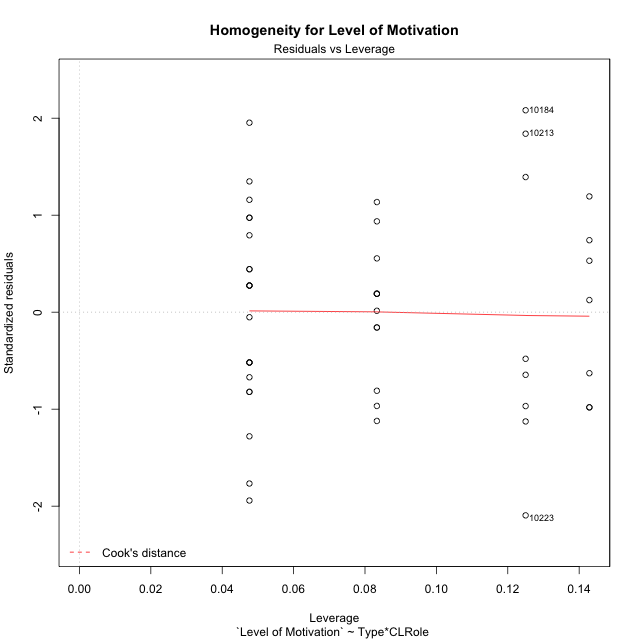 Homogeneity for Level of Motivation
Residuals vs Leverage
Standardized residuals
2
1
0
-1
-2
10184
10213
10223
Cook's distance
0.00 0.02 0.04 0.06 0.08 0.10 0.12 0.14
Leverage
`Level of Motivation` ~ Type*CLRole